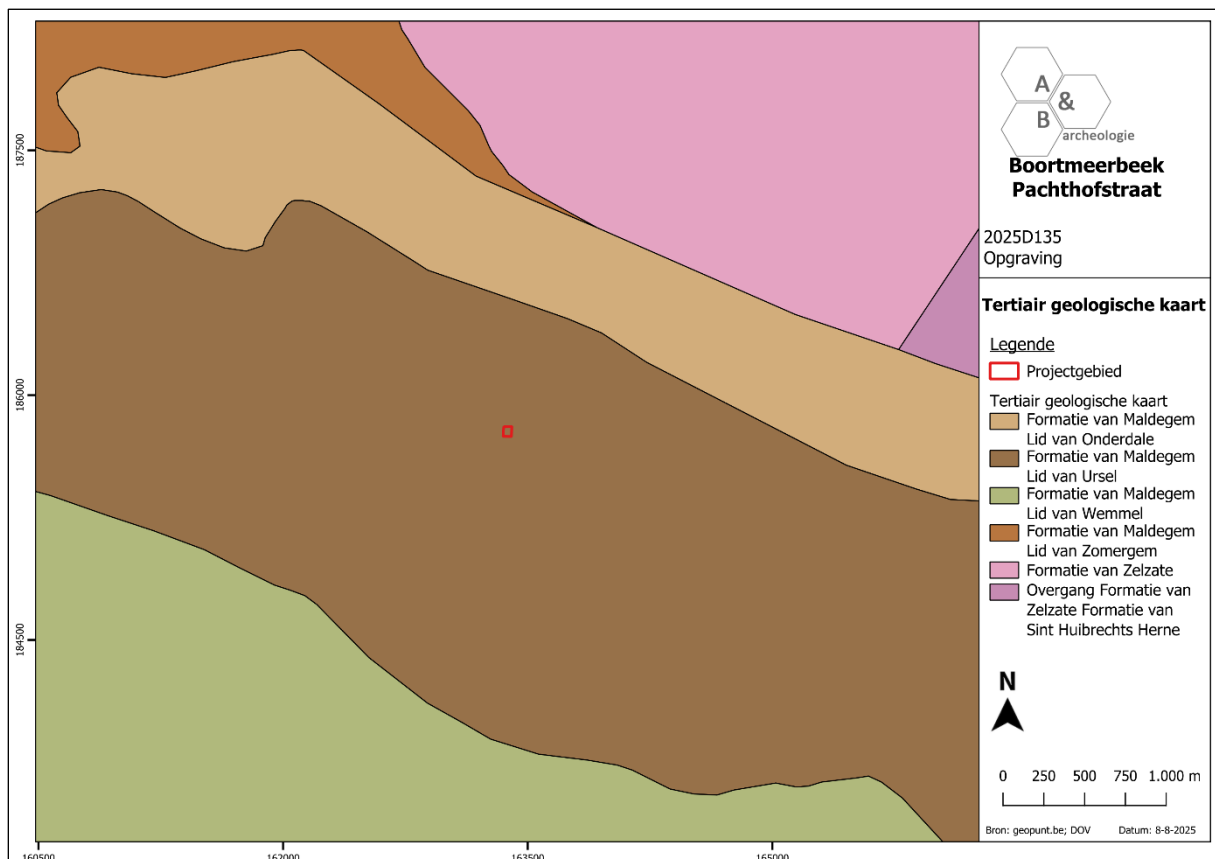 A
&
B
archeologie
Boortmeerbeek
Pachthofstraat
2025D135
Opgraving
Tertiair geologische kaart
Legende
Projectgebied
Tertiair geologische kaart
Formatie van Maldegem
Lid van Onderdale
Formatie van Maldegem
Lid van Ursel
Formatie van Maldegem
Lid van Wemmel
Formatie van Maldegem
Lid van Zomergem
Formatie van Zelzate
Overgang Formatie van
Zelzate Formatie van
Sint Huibrechts Herne
N
0 250 500 750 1.000 m
Bron: geopunt.be; DOV Datum: 8-8-2025
187500
186000
184500
160500 162000 163500 165000